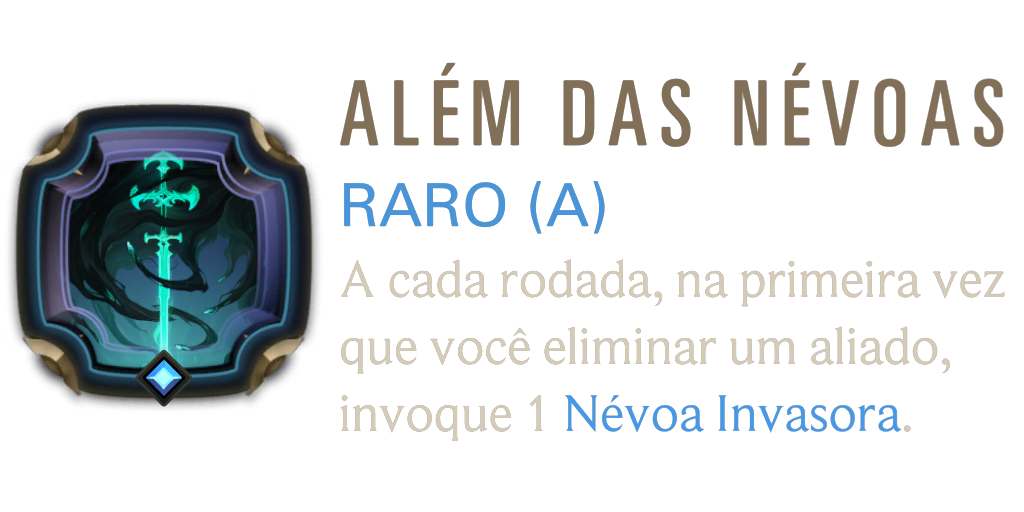 ALÉM DAS NÉVOAS
RARO (A)
A cada rodada, na primeira vez
que você eliminar um aliado,
invoque 1 Névoa Invasora.